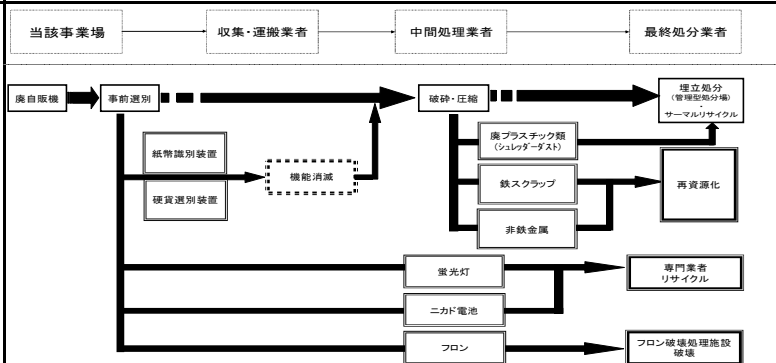 当該事業場
収集・運搬業者
中間処理業者
最終処分業者
廃自販機
事前選別
破砕・圧縮
埋立処分
(管理型処分場)
・
サーマルリサイクル
廃プラスチック類
(シュレッダーダスト)
紙幣識別装置
機能消滅
鉄スクラップ
再資源化
硬貨選別装置
非鉄金属
蛍光灯
専門業者
リサイクル
ニカド電池
フロン
フロン破壊処理施設
破壊